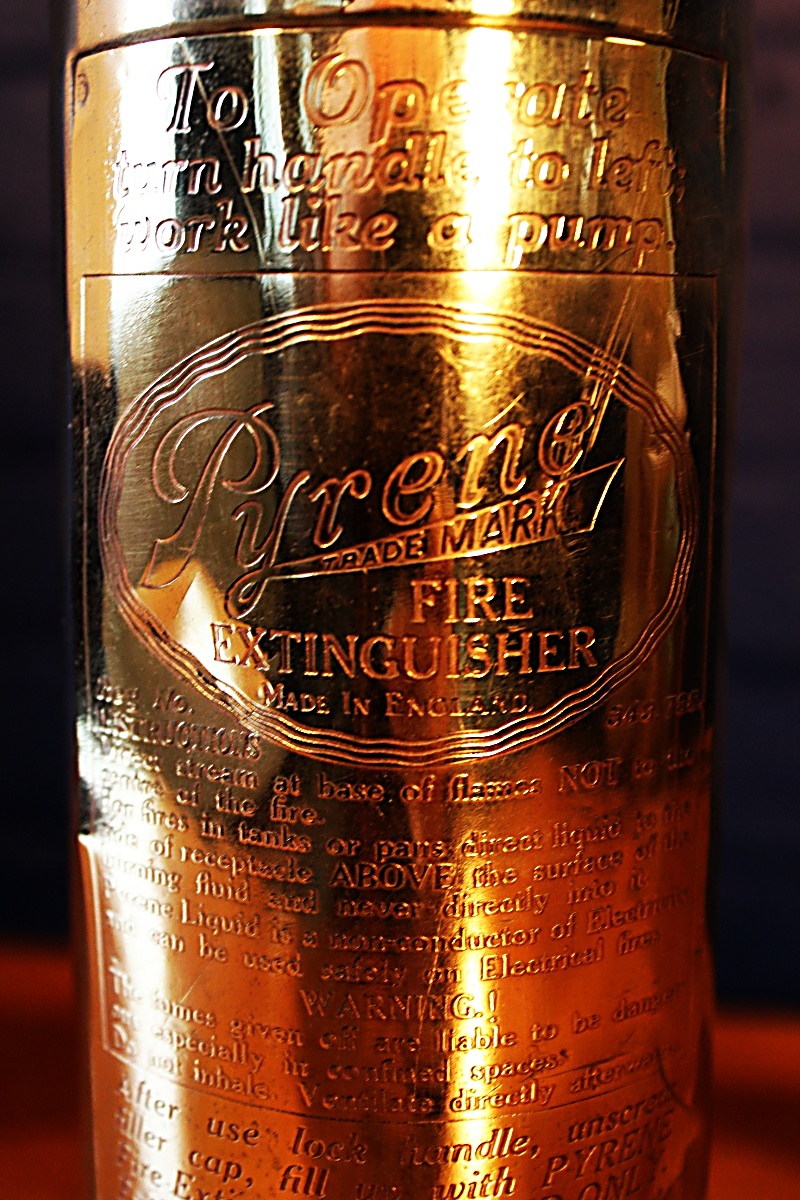 To Operate
turn handle to left;
work like a pump.
Pyrene
TRADE MARK
FIRE
EXTINGUISHER
MADE IN ENGLAND.
Reg No.
INSTRUCTIONS
Direct stream at base of flames NOT to the
centre of the fire.
For fires in tanks or pans, direct liquid to the
side of receptacle ABOVE the surface of the
burning fluid and never directly into it.
Pyrene Liquid is a non-conductor of
and can be used safely on Electrical fires.
WARNING.!
The fumes given off are liable to be
especially in confined spaces
Do not inhale. Ventilate directly
After use lock handle, unscrew
filler cap, fill up with PYRENE
Fire ONLY.